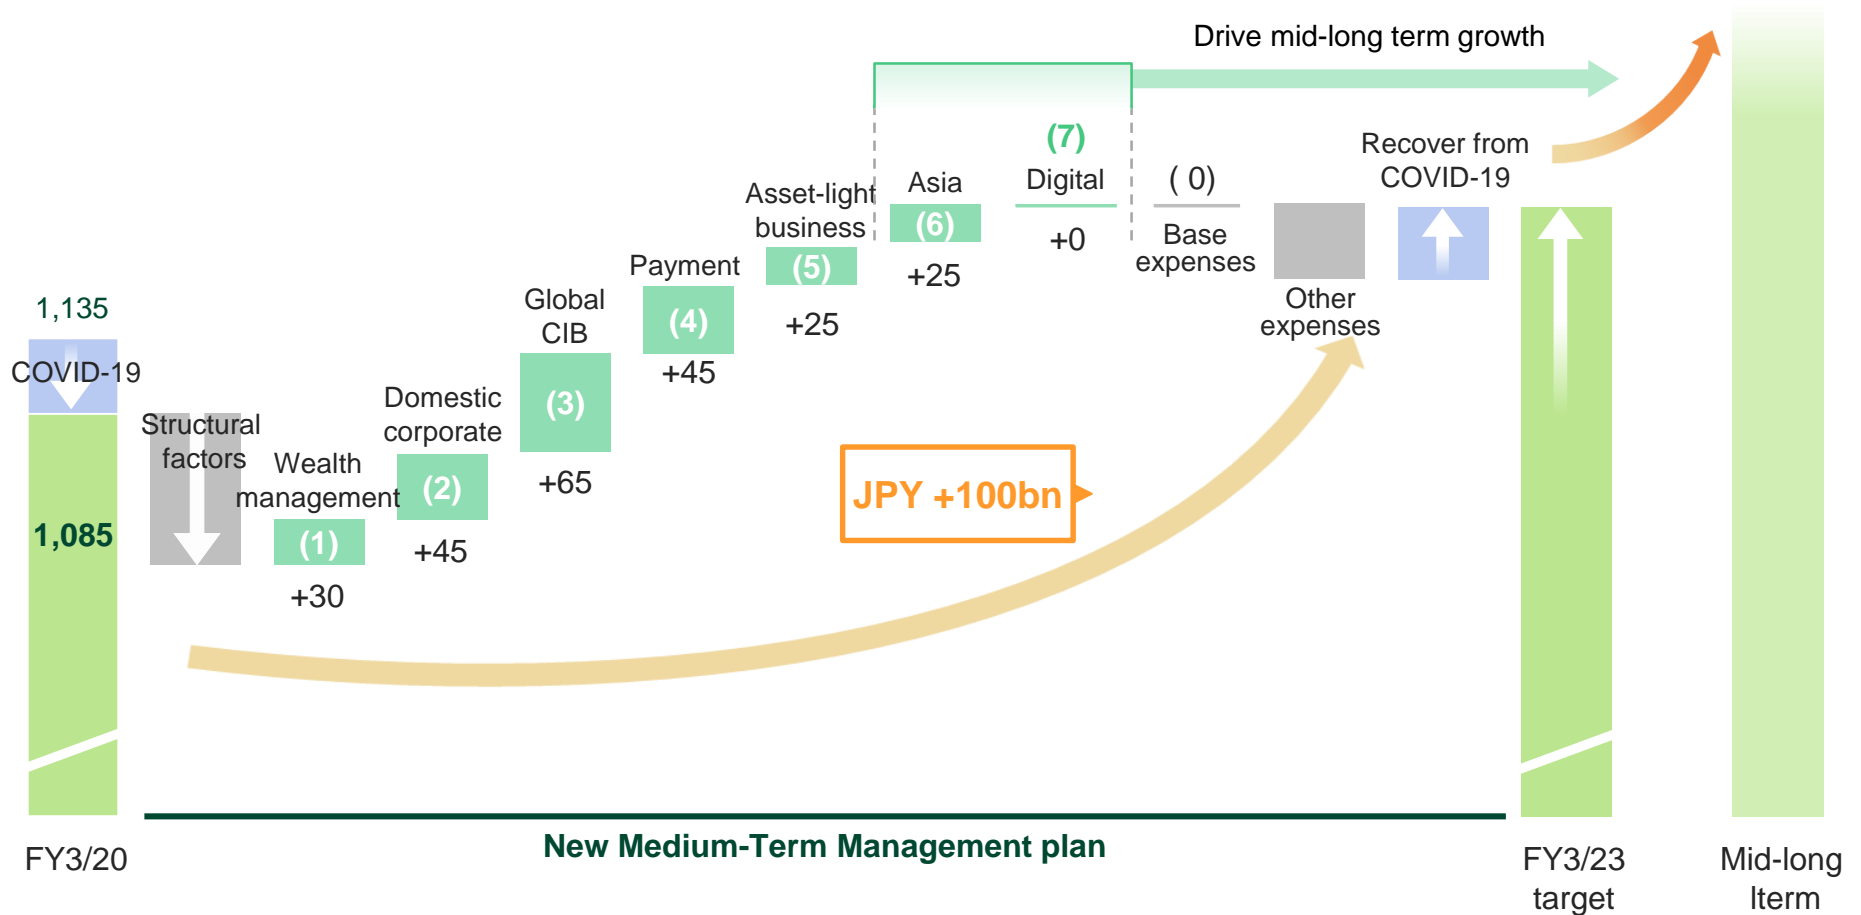 Drive mid-long term growth
1,135
COVID-19
1,085
FY3/20
Structural
factors
Wealth
management
(1)
+30
Domestic
corporate
(2)
+45
Global
CIB
(3)
+65
Payment
(4)
+45
Asset-light
business
(5)
+25
Asia
(6)
+25
(7)
Digital
+0
( 0)
Base
expenses
Other
expenses
Recover from
COVID-19
JPY +100bn
New Medium-Term Management plan
FY3/23
target
Mid-long
lterm